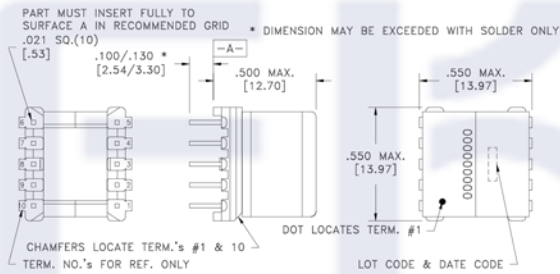 PART MUST INSERT FULLY TO
SURFACE A IN RECOMMENDED GRID
.021 SQ.(10)
[.53]
* DIMENSION MAY BE EXCEEDED WITH SOLDER ONLY
-A-
.100/.130 *
[2.54/3.30]
.500 MAX.
[12.70]
.550 MAX.
[13.97]
.550 MAX.
[13.97]
6 5
7 4
8 3
9 2
10 1
DOT LOCATES TERM. #1
CHAMFERS LOCATE TERM.'s #1 & 10
TERM. NO.'s FOR REF. ONLY
LOT CODE & DATE CODE